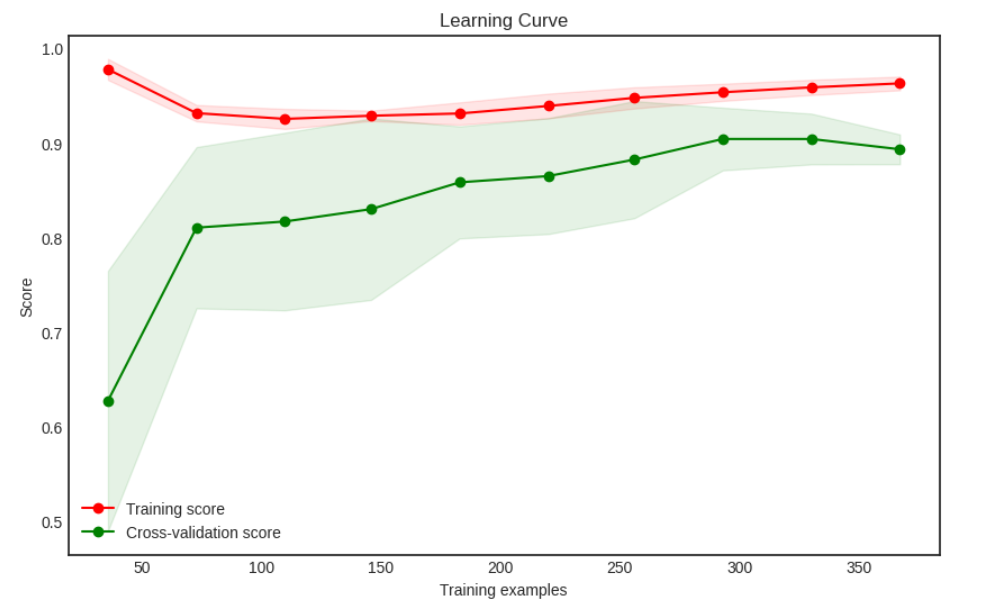 Learning Curve
1.0
0.9
0.8
0.7
0.6
0.5
Score
Training score
Cross-validation score
50 100 150 200 250 300 350
Training examples